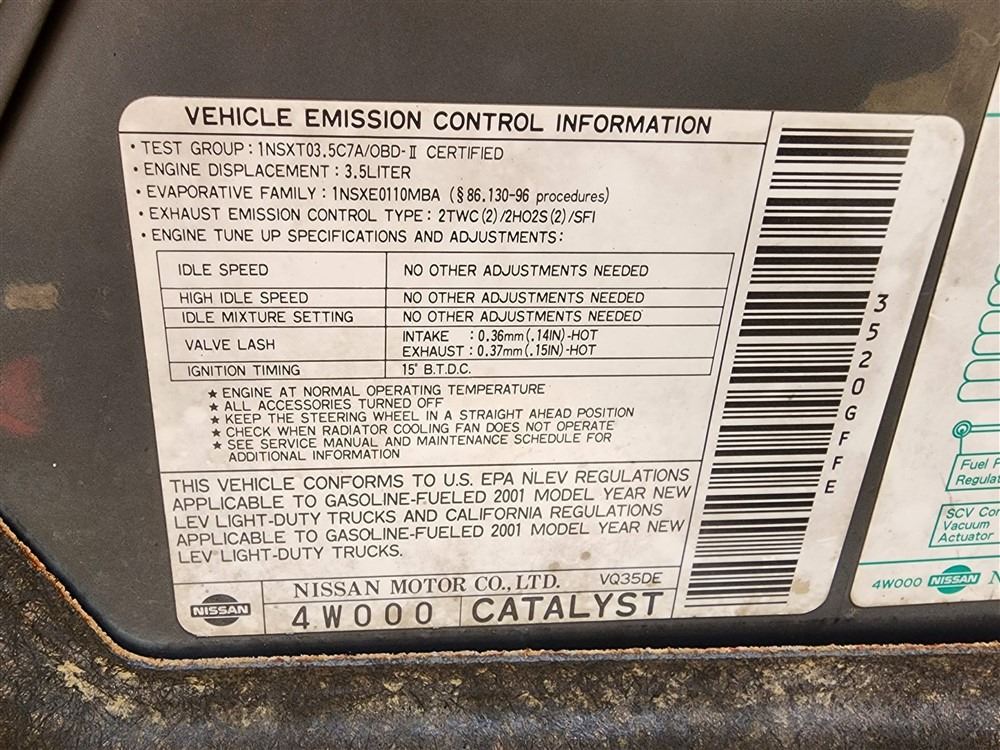 VEHICLE EMISSION CONTROL INFORMATION
• TEST GROUP : 1NSXT03.5C7A/OBD-Ⅱ CERTIFIED
• ENGINE DISPLACEMENT : 3.5LITER
• EVAPORATIVE FAMILY : 1NSXE0110MBA (§86.130-96 procedures)
• EXHAUST EMISSION CONTROL TYPE : 2TWC(2)/2HO2S(2)/SFI
• ENGINE TUNE UP SPECIFICATIONS AND ADJUSTMENTS:
IDLE SPEED NO OTHER ADJUSTMENTS NEEDED
HIGH IDLE SPEED NO OTHER ADJUSTMENTS NEEDED
IDLE MIXTURE SETTING NO OTHER ADJUSTMENTS NEEDED
VALVE LASH INTAKE : 0.36mm(.14IN)-HOT
EXHAUST : 0.37mm(.15IN)-HOT
IGNITION TIMING 15° B.T.D.C.
★ ENGINE AT NORMAL OPERATING TEMPERATURE
★ ALL ACCESSORIES TURNED OFF
★ KEEP THE STEERING WHEEL IN A STRAIGHT AHEAD POSITION
★ CHECK WHEN RADIATOR COOLING FAN DOES NOT OPERATE
★ SEE SERVICE MANUAL AND MAINTENANCE SCHEDULE FOR
ADDITIONAL INFORMATION
THIS VEHICLE CONFORMS TO U.S. EPA NLEV REGULATIONS
APPLICABLE TO GASOLINE-FUELED 2001 MODEL YEAR NEW
LEV LIGHT-DUTY TRUCKS AND CALIFORNIA REGULATIONS
APPLICABLE TO GASOLINE-FUELED 2001 MODEL YEAR NEW
LEV LIGHT-DUTY TRUCKS.
NISSAN
NISSAN MOTOR CO., LTD. VQ35DE
4W000 CATALYST
3520GFFE
Fuel
Regulat
SCV Con
Vacuum
Actuator
4W000 NISSAN N